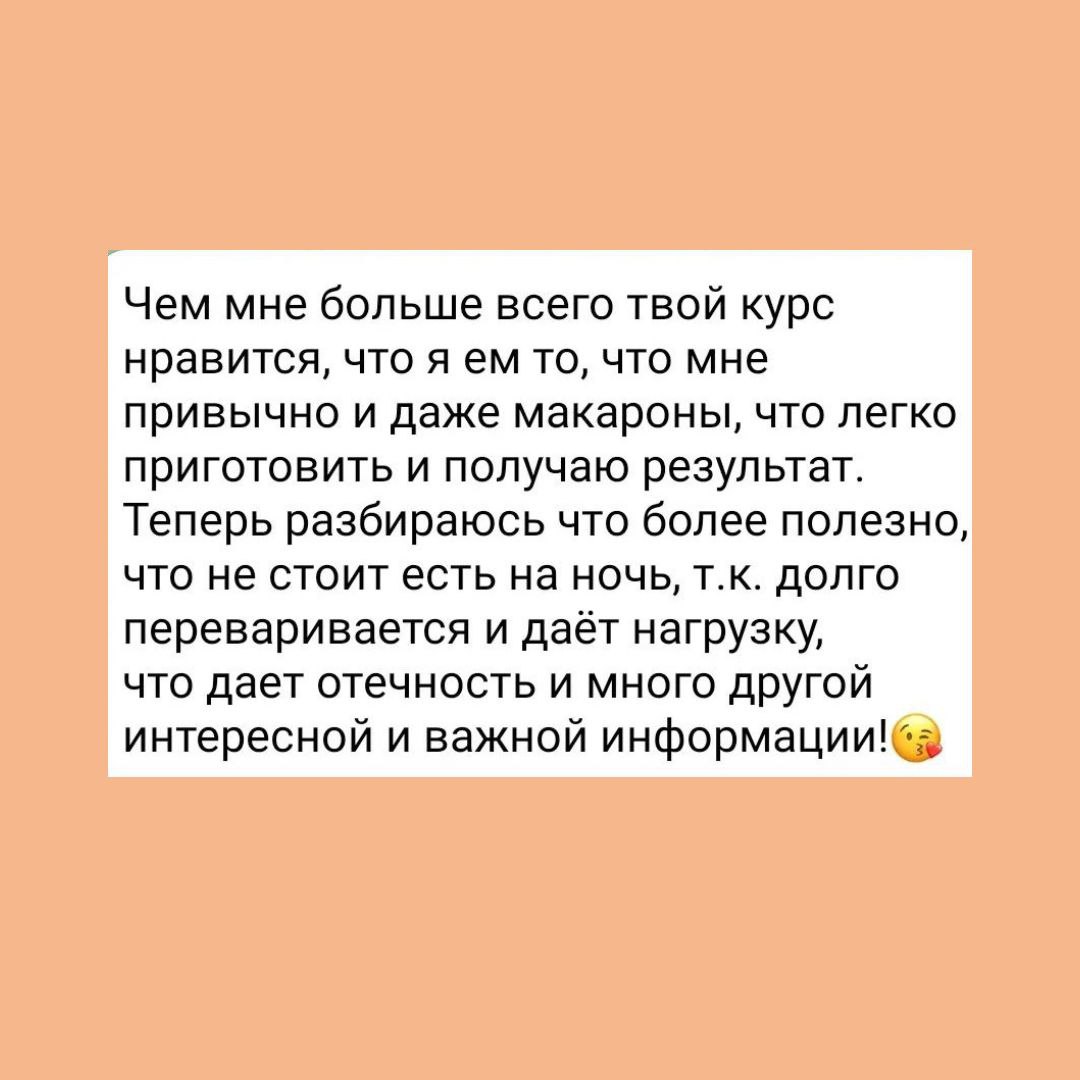 Чем мне больше всего твой курс
нравится, что я ем то, что мне
привычно и даже макароны, что легко
приготовить и получаю результат.
Теперь разбираюсь что более полезно,
что не стоит есть на ночь, т.к. долго
переваривается и даёт нагрузку,
что дает отечность и много другой
интересной и важной информации!😘